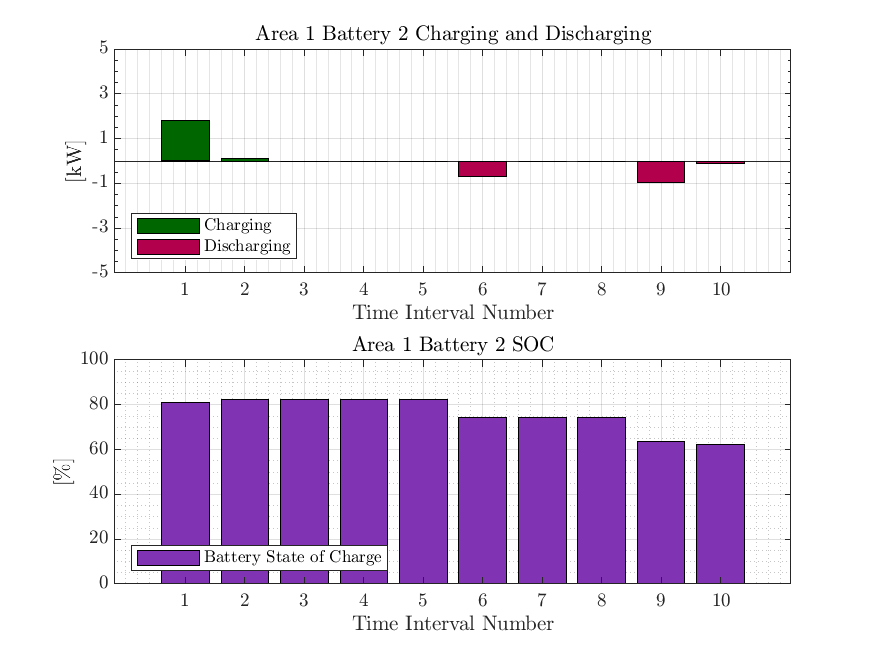 Area 1 Battery 2 Charging and Discharging
5
3
1
-1
-3
-5
[kW]
Charging
Discharging
1 2 3 4 5 6 7 8 9 10
Time Interval Number
Area 1 Battery 2 SOC
100
80
60
40
20
0
[%]
Battery State of Charge
1 2 3 4 5 6 7 8 9 10
Time Interval Number